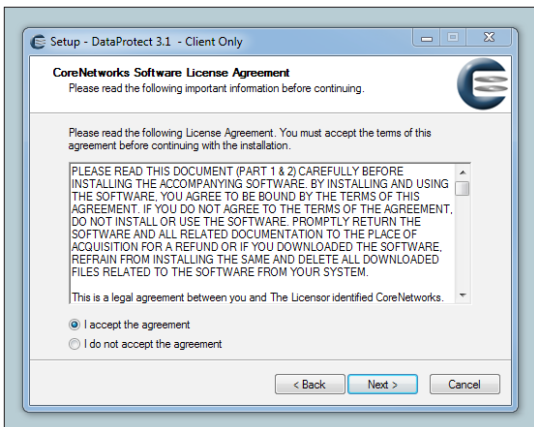 Setup - DataProtect 3.1 - Client Only
CoreNetworks Software License Agreement
Please read the following important information before continuing.
Please read the following License Agreement. You must accept the terms of this
agreement before continuing with the installation.
PLEASE READ THIS DOCUMENT (PART 1 & 2) CAREFULLY BEFORE
INSTALLING THE ACCOMPANYING SOFTWARE. BY INSTALLING AND USING
THE SOFTWARE, YOU AGREE TO BE BOUND BY THE TERMS OF THIS
AGREEMENT. IF YOU DO NOT AGREE TO THE TERMS OF THE AGREEMENT,
DO NOT INSTALL OR USE THE SOFTWARE. PROMPTLY RETURN THE
SOFTWARE AND ALL RELATED DOCUMENTATION TO THE PLACE OF
ACQUISITION FOR A REFUND OR IF YOU DOWNLOADED THE SOFTWARE,
REFRAIN FROM INSTALLING THE SAME AND DELETE ALL DOWNLOADED
FILES RELATED TO THE SOFTWARE FROM YOUR SYSTEM.
This is a legal agreement between you and The Licensor identified CoreNetworks.
I accept the agreement
I do not accept the agreement
< Back Next > Cancel